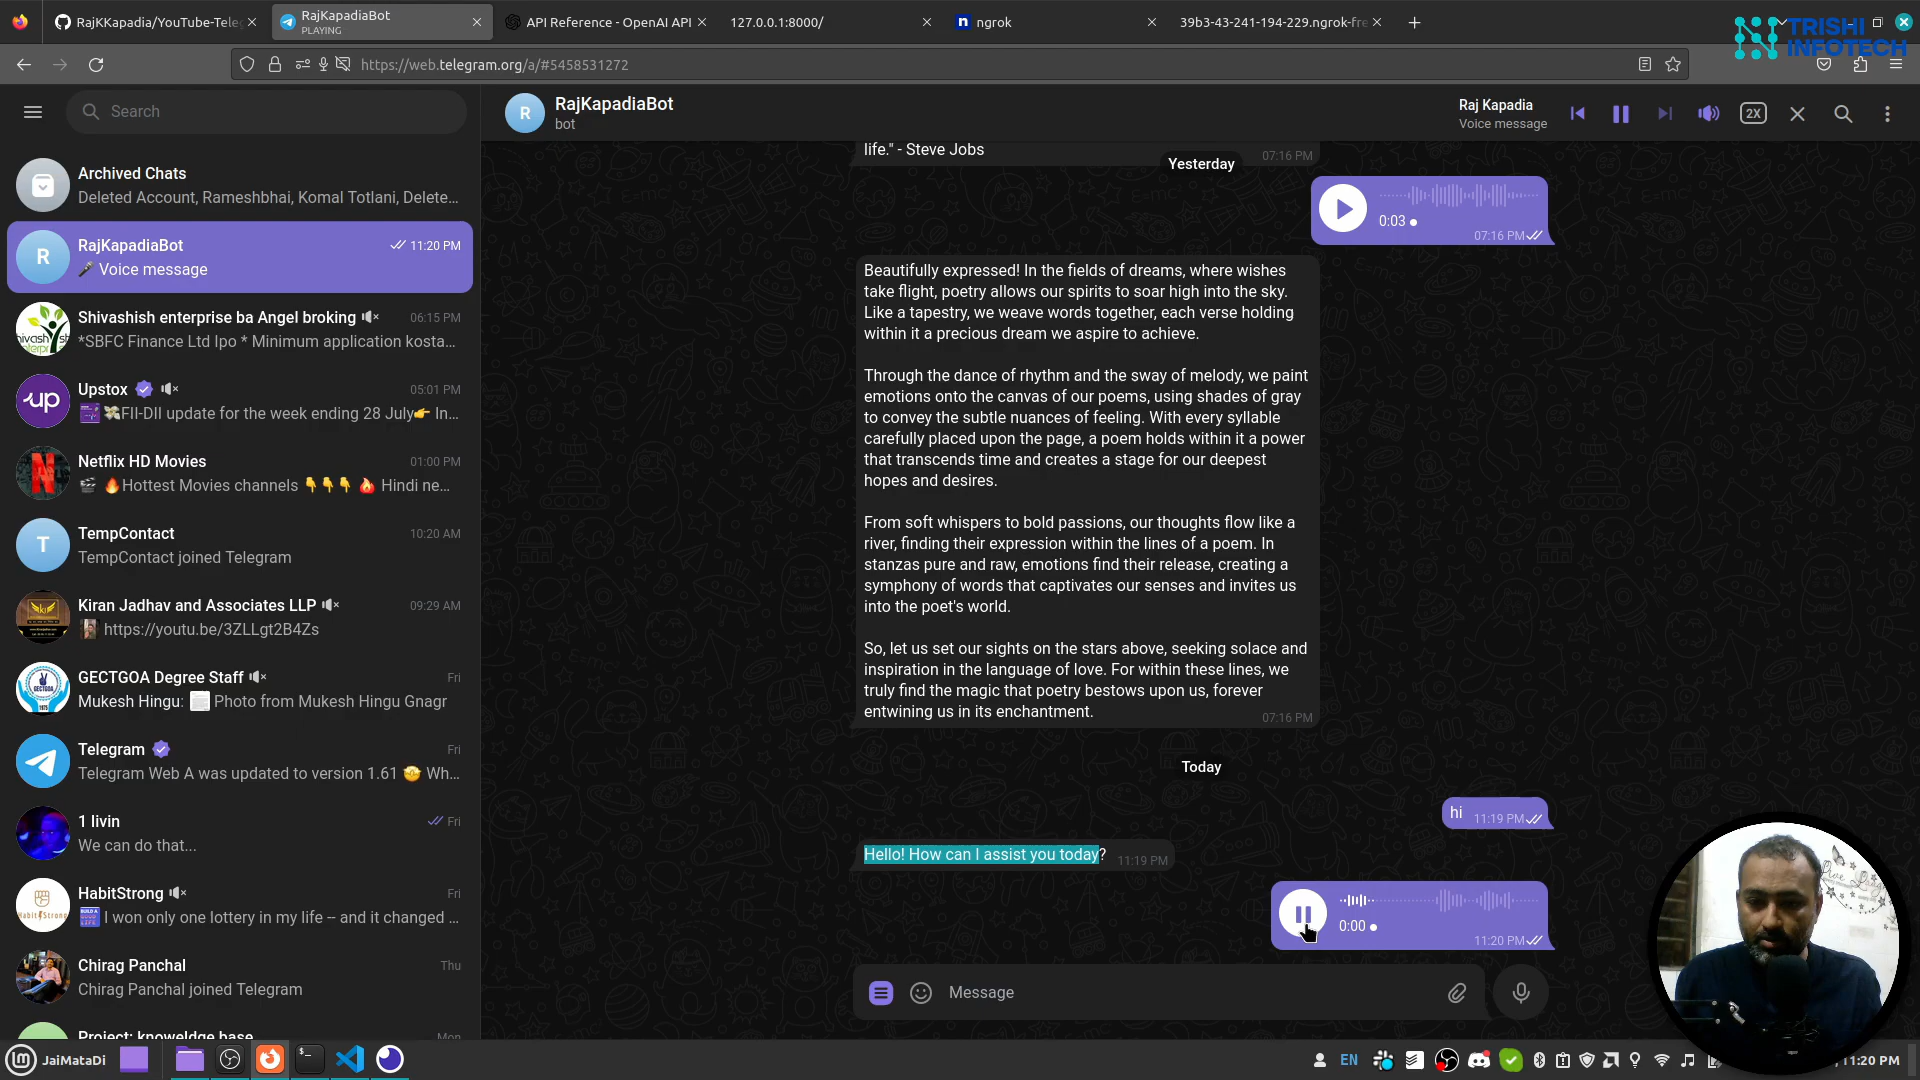 RajKKapadia/YouTube-Teleg
RajKapadiaBot
PLAYING
API Reference - OpenAI API
127.0.0.1:8000/
n ngrok
39b3-43-241-194-229.ngrok-fre
TRISHI
INFOTECH
https://web.telegram.org/a/#5458531272
Search
R
RajKapadiaBot
bot
Raj Kapadia
Voice message
2X
Archived Chats
Deleted Account, Rameshbhai, Komal Totlani, Delete…
R
RajKapadiaBot
11:20 PM
🎤 Voice message
Shivashish enterprise ba Angel broking
06:15 PM
*SBFC Finance Ltd Ipo * Minimum application kosta…
up
Upstox
05:01 PM
💸FII-DII update for the week ending 28 July👉 In…
Netflix HD Movies
01:00 PM
🎬 🔥Hottest Movies channels 👇👇👇 🔥 Hindi ne…
T
TempContact
10:20 AM
TempContact joined Telegram
Kiran Jadhav and Associates LLP
09:29 AM
https://youtu.be/3ZLLgt2B4Zs
GECTGOA Degree Staff
Fri
Mukesh Hingu: Photo from Mukesh Hingu Gnagr
Telegram
Fri
Telegram Web A was updated to version 1.61 Wh…
1 livin
Fri
We can do that...
HabitStrong
Fri
I won only one lottery in my life -- and it changed …
Chirag Panchal
Thu
Chirag Panchal joined Telegram
Project: knoweldge base
Mon
life." - Steve Jobs
07:16 PM
Yesterday
0:03
07:16 PM
Beautifully expressed! In the fields of dreams, where wishes
take flight, poetry allows our spirits to soar high into the sky.
Like a tapestry, we weave words together, each verse holding
within it a precious dream we aspire to achieve.
Through the dance of rhythm and the sway of melody, we paint
emotions onto the canvas of our poems, using shades of gray
to convey the subtle nuances of feeling. With every syllable
carefully placed upon the page, a poem holds within it a power
that transcends time and creates a stage for our deepest
hopes and desires.
From soft whispers to bold passions, our thoughts flow like a
river, finding their expression within the lines of a poem. In
stanzas pure and raw, emotions find their release, creating a
symphony of words that captivates our senses and invites us
into the poet's world.
So, let us set our sights on the stars above, seeking solace and
inspiration in the language of love. For within these lines, we
truly find the magic that poetry bestows upon us, forever
entwining us in its enchantment.
07:16 PM
Today
hi
11:19 PM
Hello! How can I assist you today?
11:19 PM
0:00
11:20 PM
Message
JaiMataDi
EN
11:20 PM